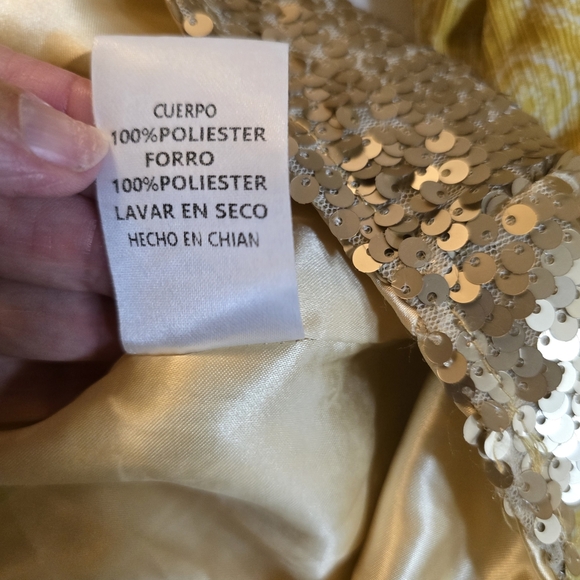 CUERPO
100%POLIESTER
FORRO
100%POLIESTER
LAVAR EN SECO
HECHO EN CHIAN